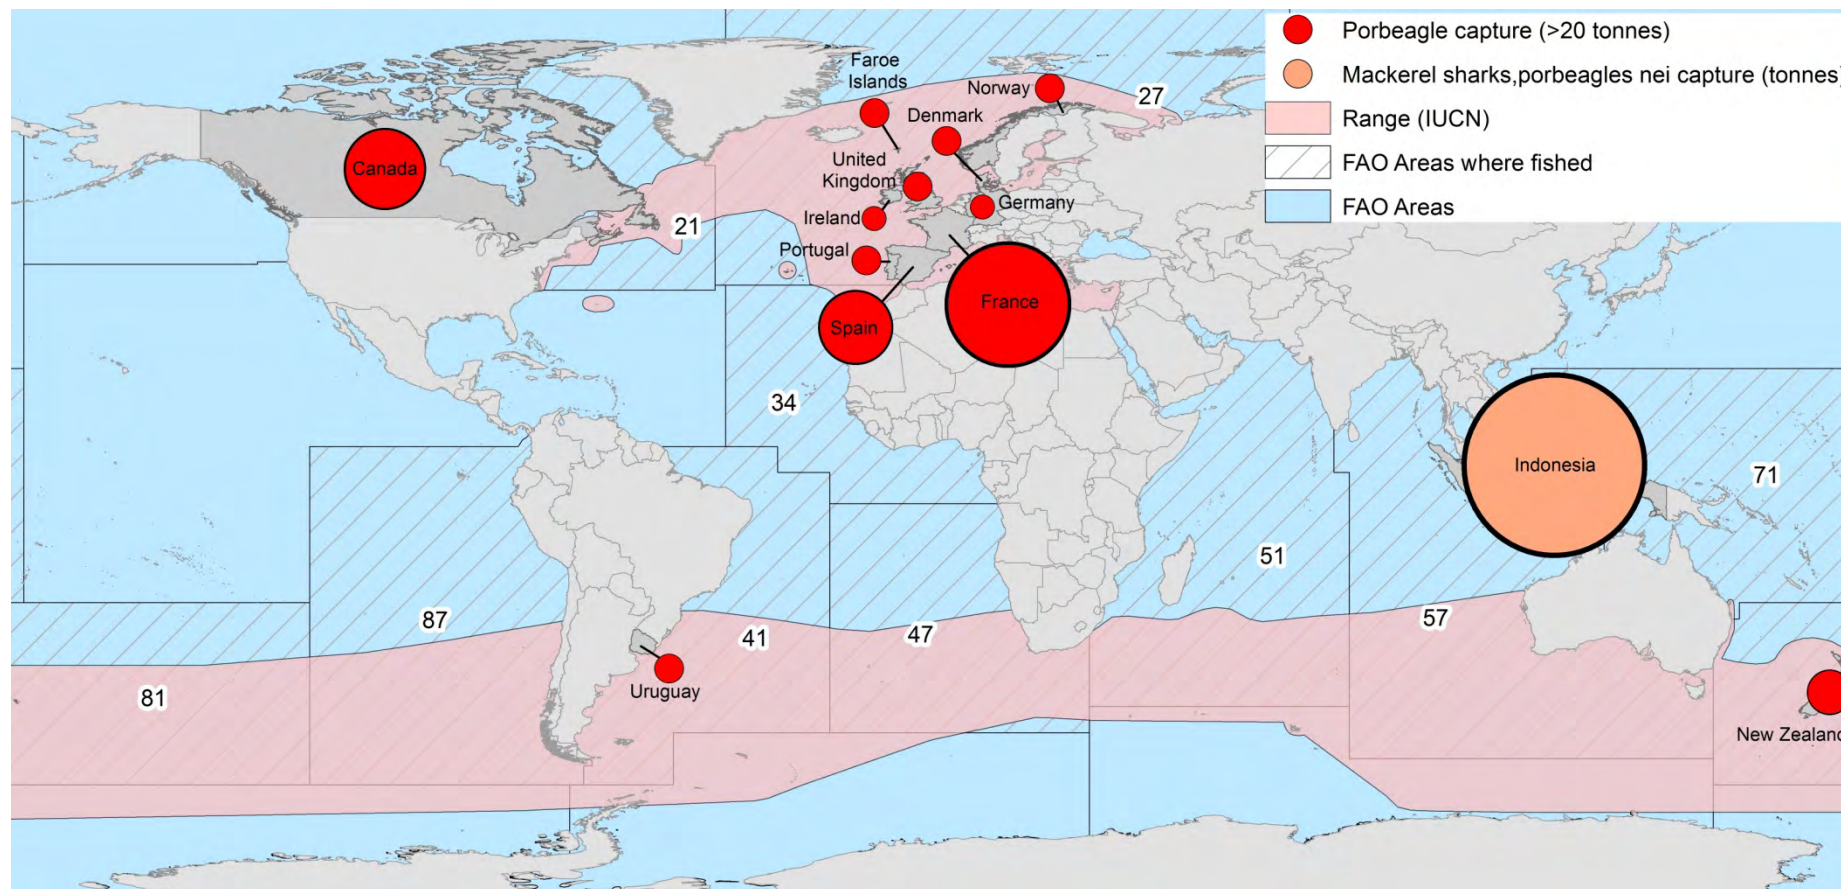 Porbeagle capture (>20 tonnes)
Mackerel sharks,porbeagles nei capture (tonnes)
Range (IUCN)
FAO Areas where fished
FAO Areas
Faroe
Islands
Norway
27
Denmark
Canada
United
Kingdom
Germany
Ireland
21
Portugal
France
Spain
34
Indonesia
71
51
87
41
47
57
Uruguay
81
New Zealand